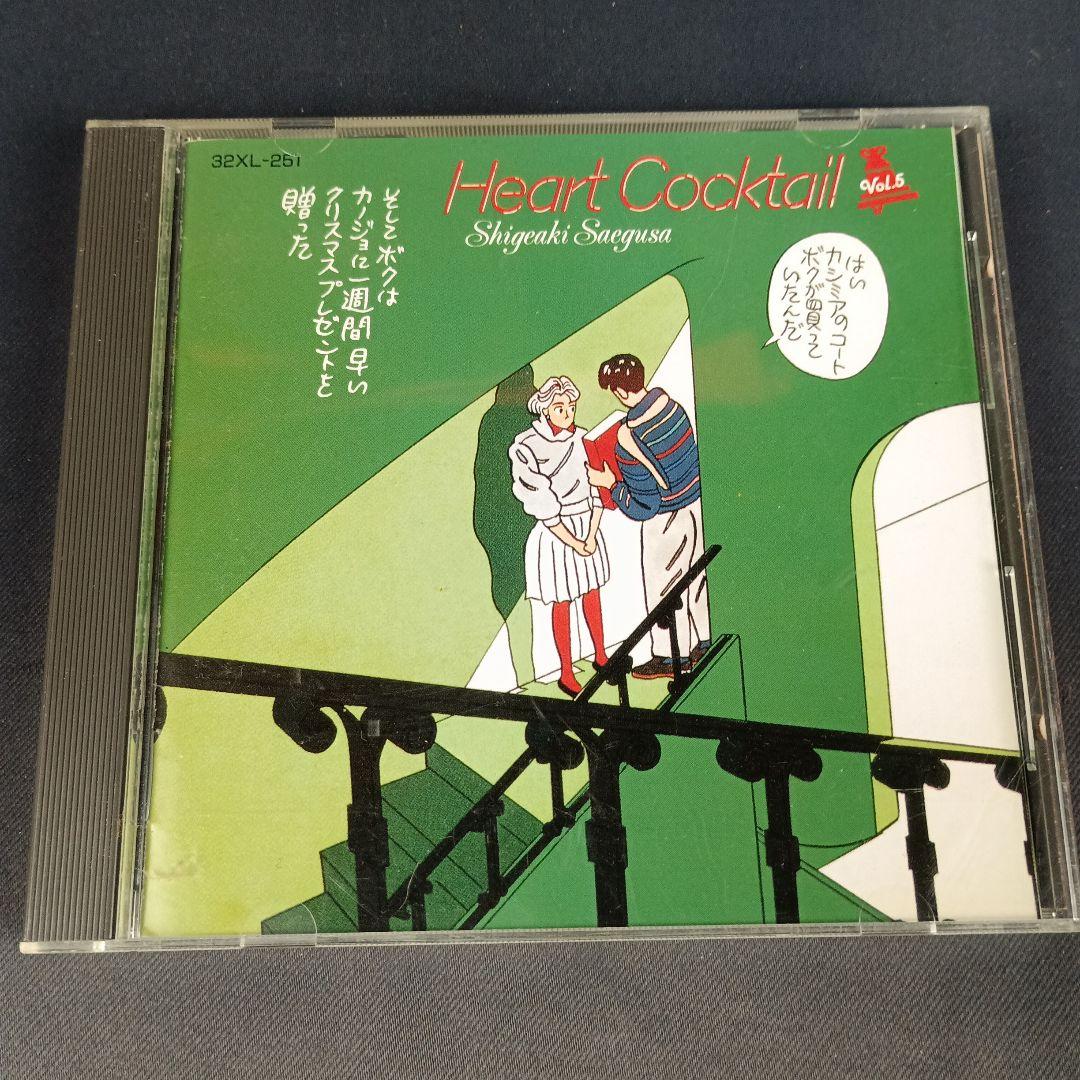 32XL-251
Heart Cocktail
Vol.5
Shigeaki Saegusa
そしてボクは
カノジョに一週間早い
クリスマスプレゼントを
贈った
はい
カシミアのコート
ボクが買って
いたんだ